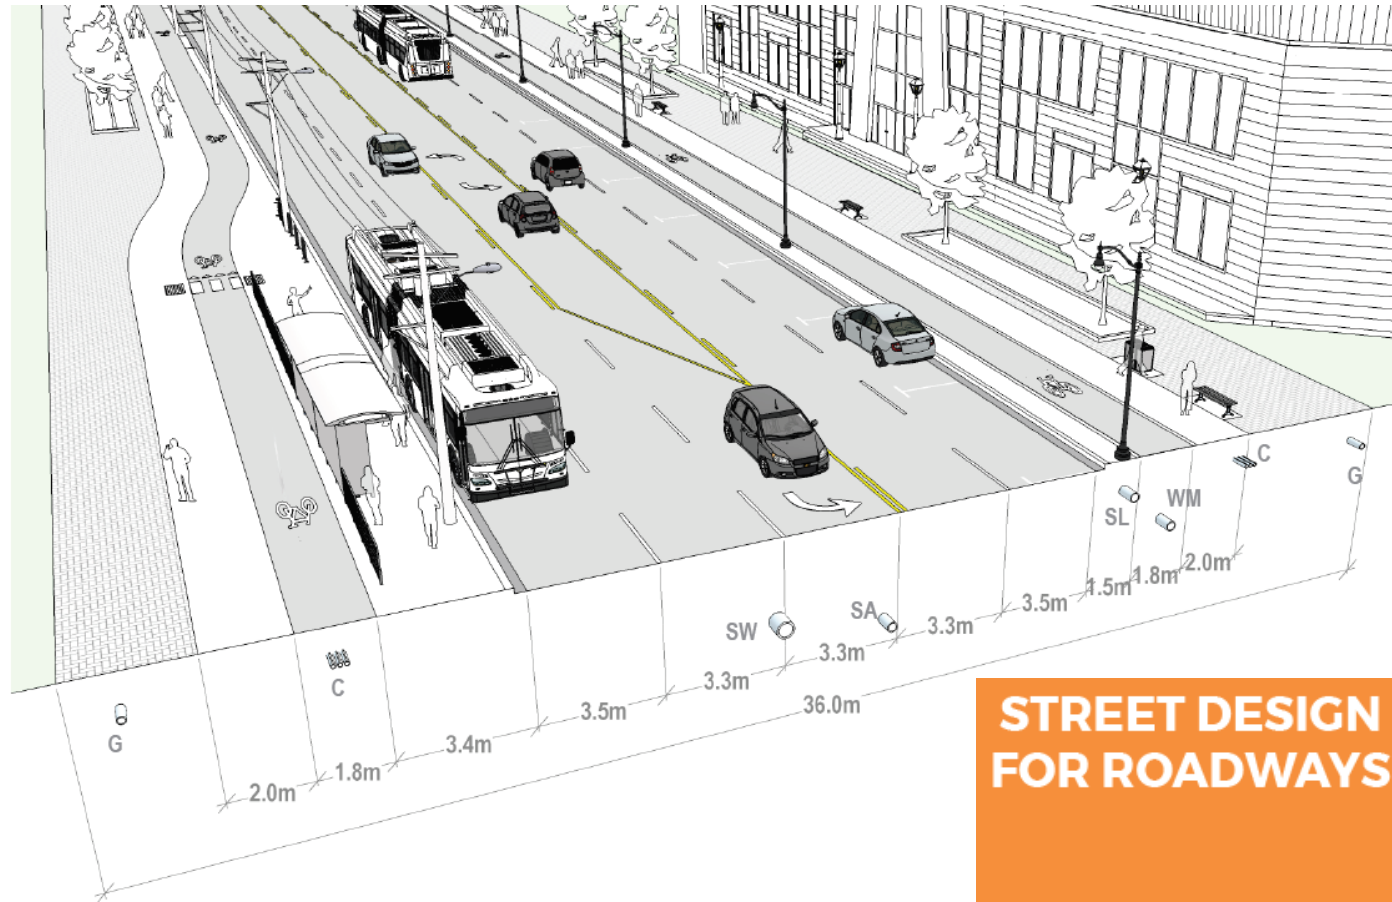 C
G
SL
WM
2.0m
1.8m
1.5m
3.5m
3.3m
SA
3.3m
SW
3.3m
36.0m
3.5m
3.4m
C
1.8m
2.0m
G
STREET DESIGN
FOR ROADWAYS